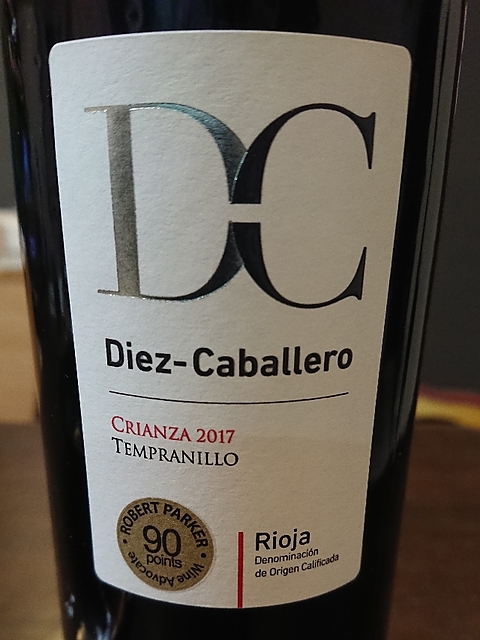 DC
Diez-Caballero
CRIANZA 2017
TEMPRANILLO
ROBERT PARKER
90
points
Wine Advocate
Rioja
Denominación
de Origen Calificada